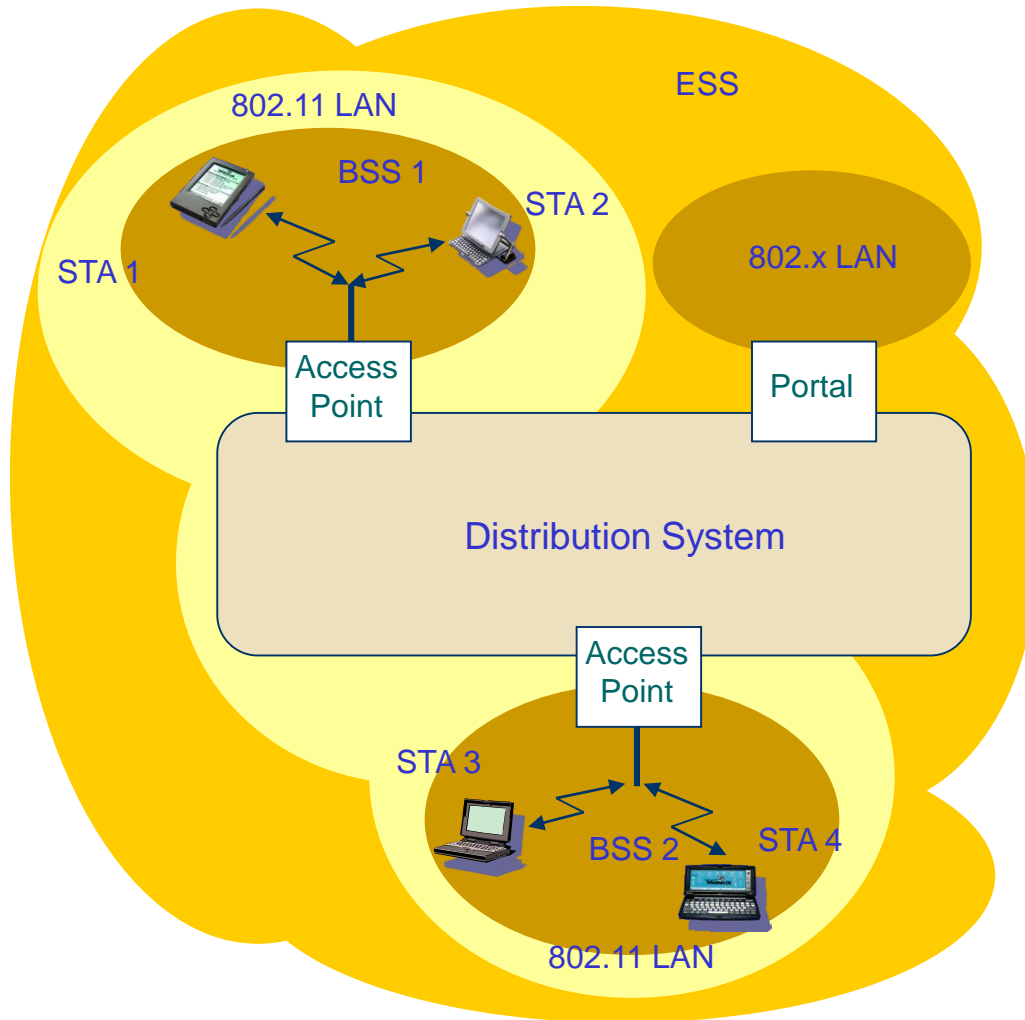 ESS
802.11 LAN
BSS 1
STA 2
STA 1
802.x LAN
Access
Point
Portal
Distribution System
Access
Point
STA 3
BSS 2
STA 4
802.11 LAN